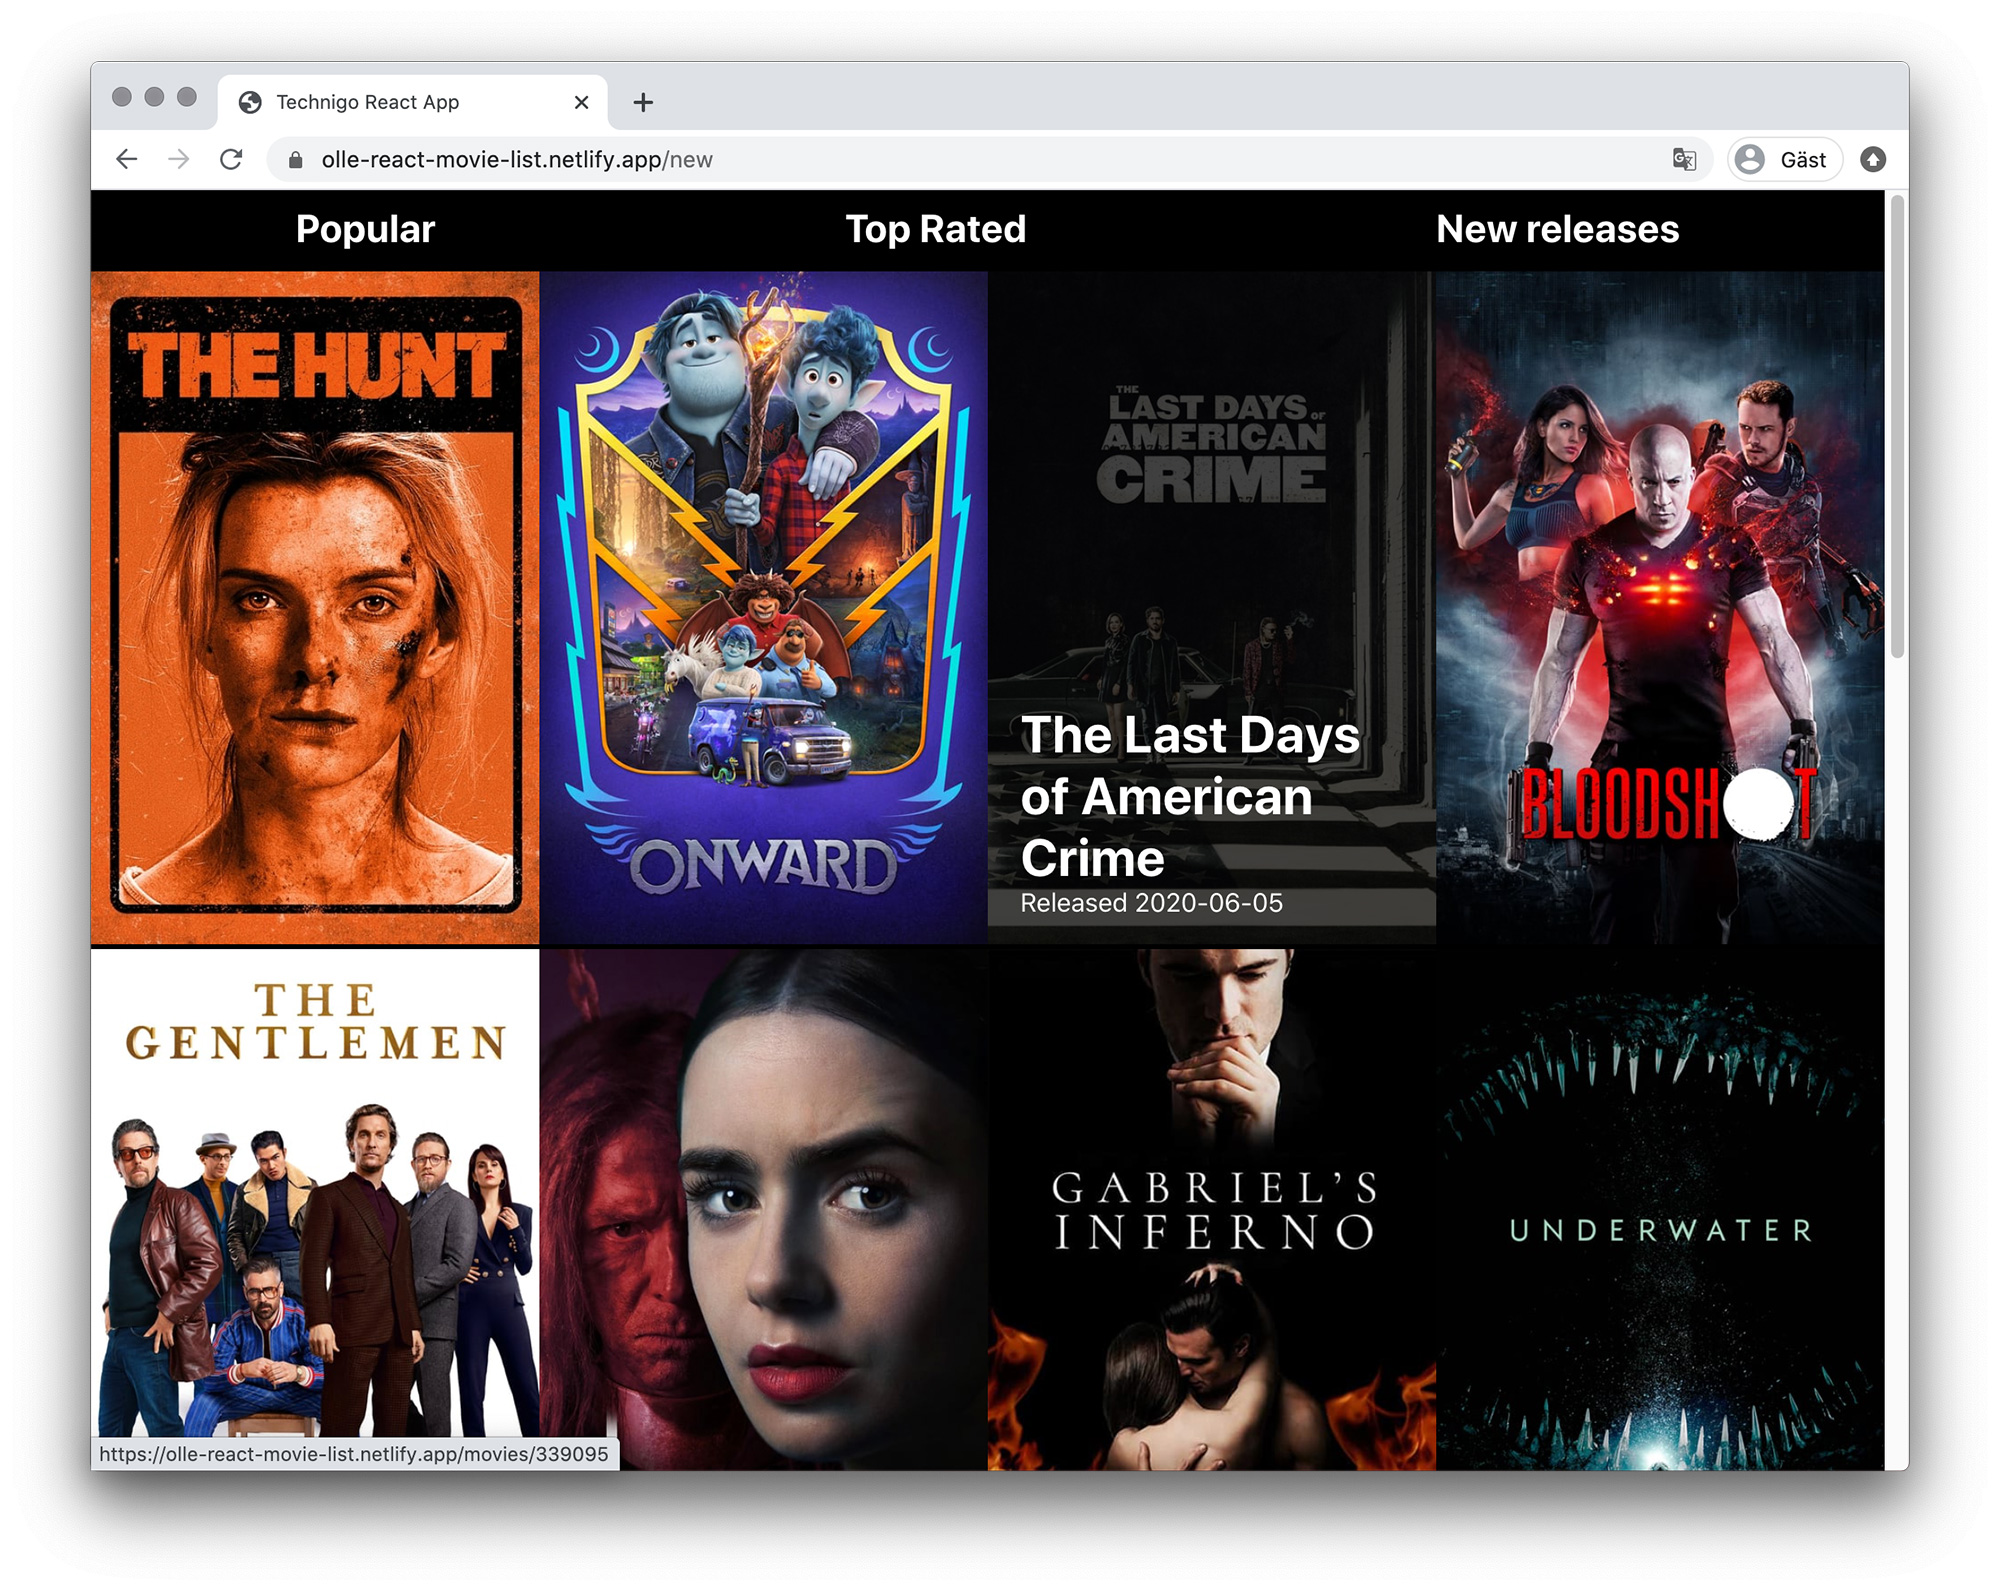 Technigo React App
olle-react-movie-list.netlify.app/new
Gäst
Popular
Top Rated
New releases
THE HUNT
ONWARD
THE
LAST DAYS OF
AMERICAN
CRIME
The Last Days
of American
Crime
Released 2020-06-05
BLOODSHOT
THE
GENTLEMEN
GABRIEL'S
INFERNO
UNDERWATER
https://olle-react-movie-list.netlify.app/movies/339095